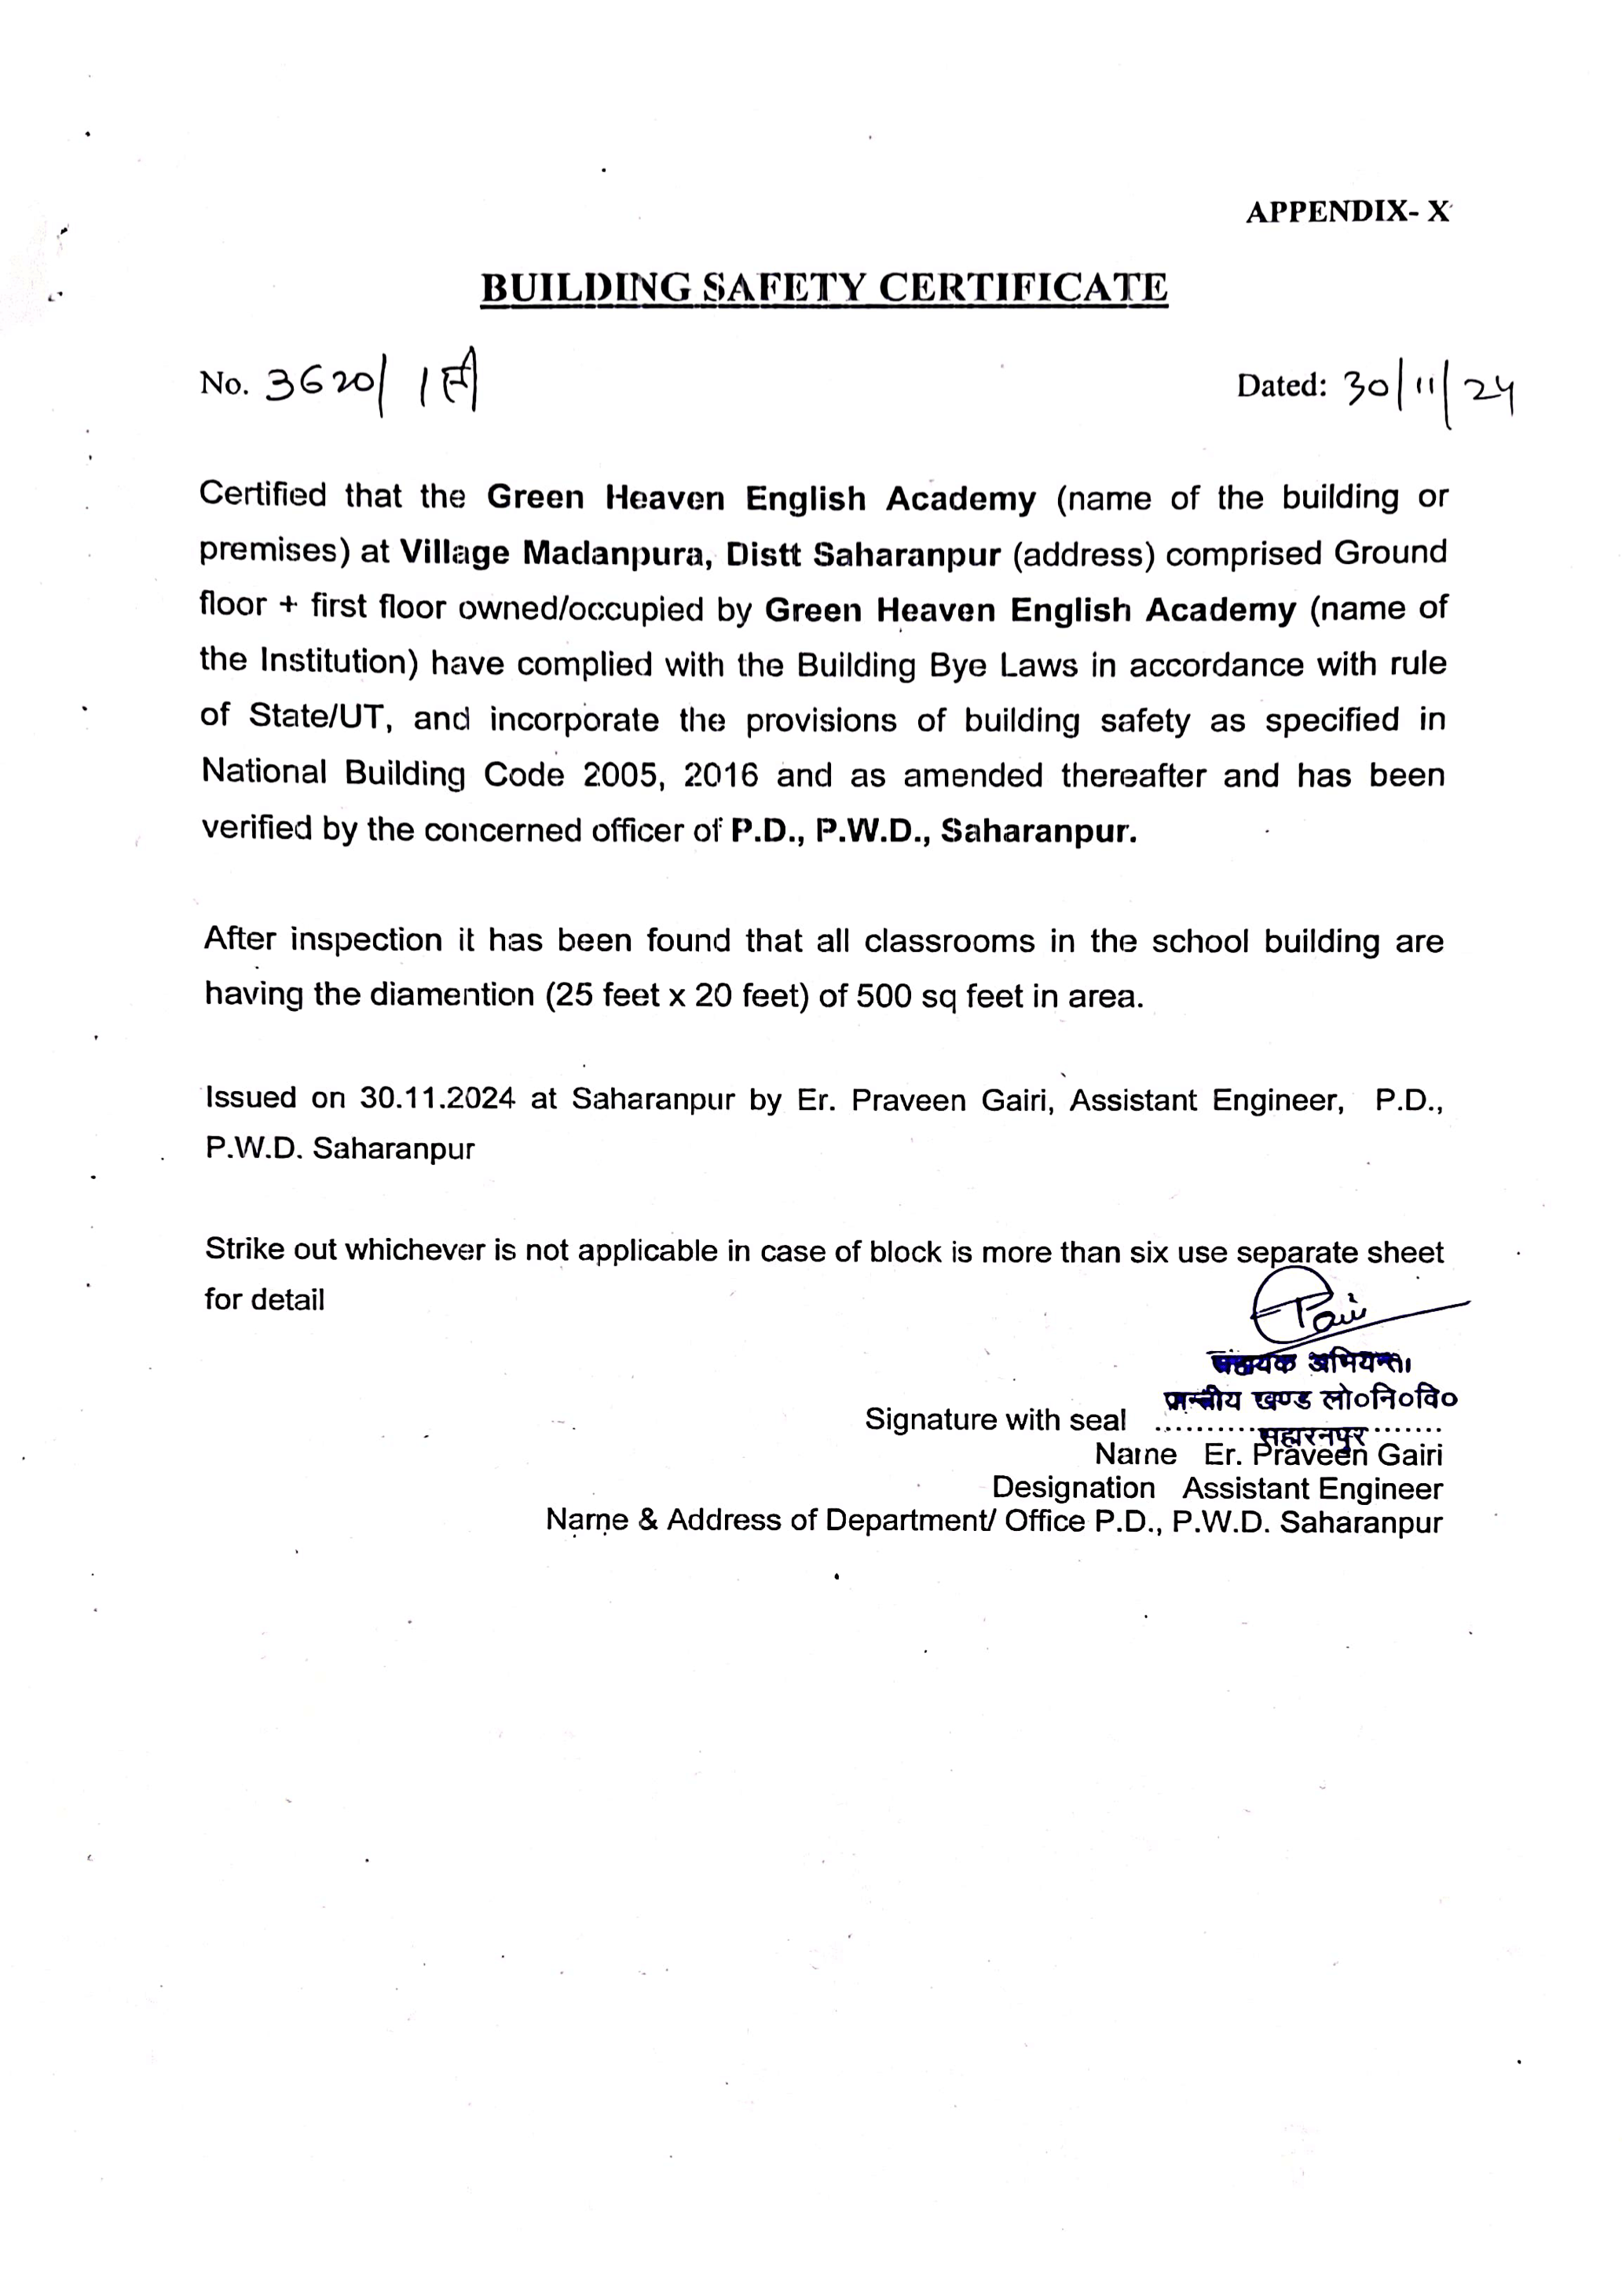 APPENDIX- X
BUILDING SAFETY CERTIFICATE
No. 3620/ 1
Dated: 30/11/24
Certified that the Green Heaven English Academy (name of the building or
premises) at Village Madanpura, Distt Saharanpur (address) comprised Ground
floor + first floor owned/occupied by Green Heaven English Academy (name of
the Institution) have complied with the Building Bye Laws in accordance with rule
of State/UT, and incorporate the provisions of building safety as specified in
National Building Code 2005, 2016 and as amended thereafter and has been
verified by the concerned officer of P.D., P.W.D., Saharanpur.
After inspection it has been found that all classrooms in the school building are
having the diamention (25 feet x 20 feet) of 500 sq feet in area.
Issued on 30.11.2024 at Saharanpur by Er. Praveen Gairi, Assistant Engineer, P.D.,
P.W.D. Saharanpur
Strike out whichever is not applicable in case of block is more than six use separate sheet
for detail
सहायक अभियन्ता
खण्ड लो०नि०वि०
सहारनपुर
Signature with seal ..............................
Name Er. Praveen Gairi
Designation Assistant Engineer
Name & Address of Department/ Office P.D., P.W.D. Saharanpur